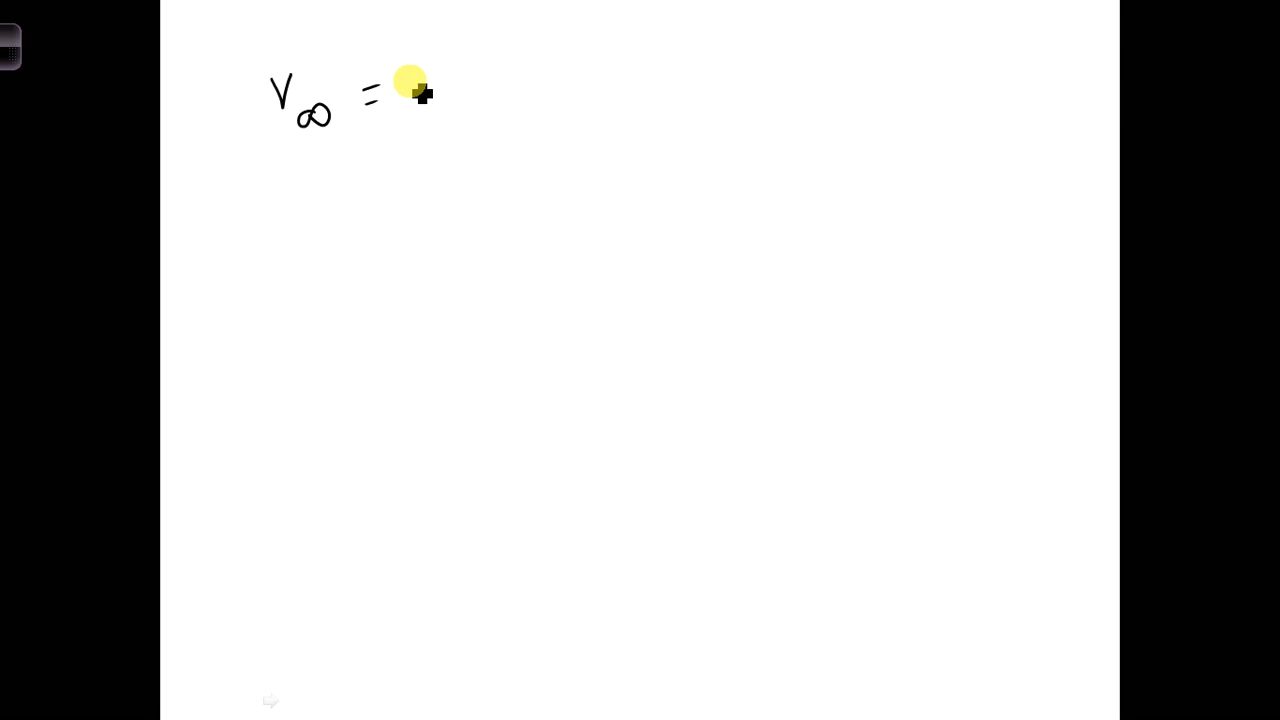 V∞ =